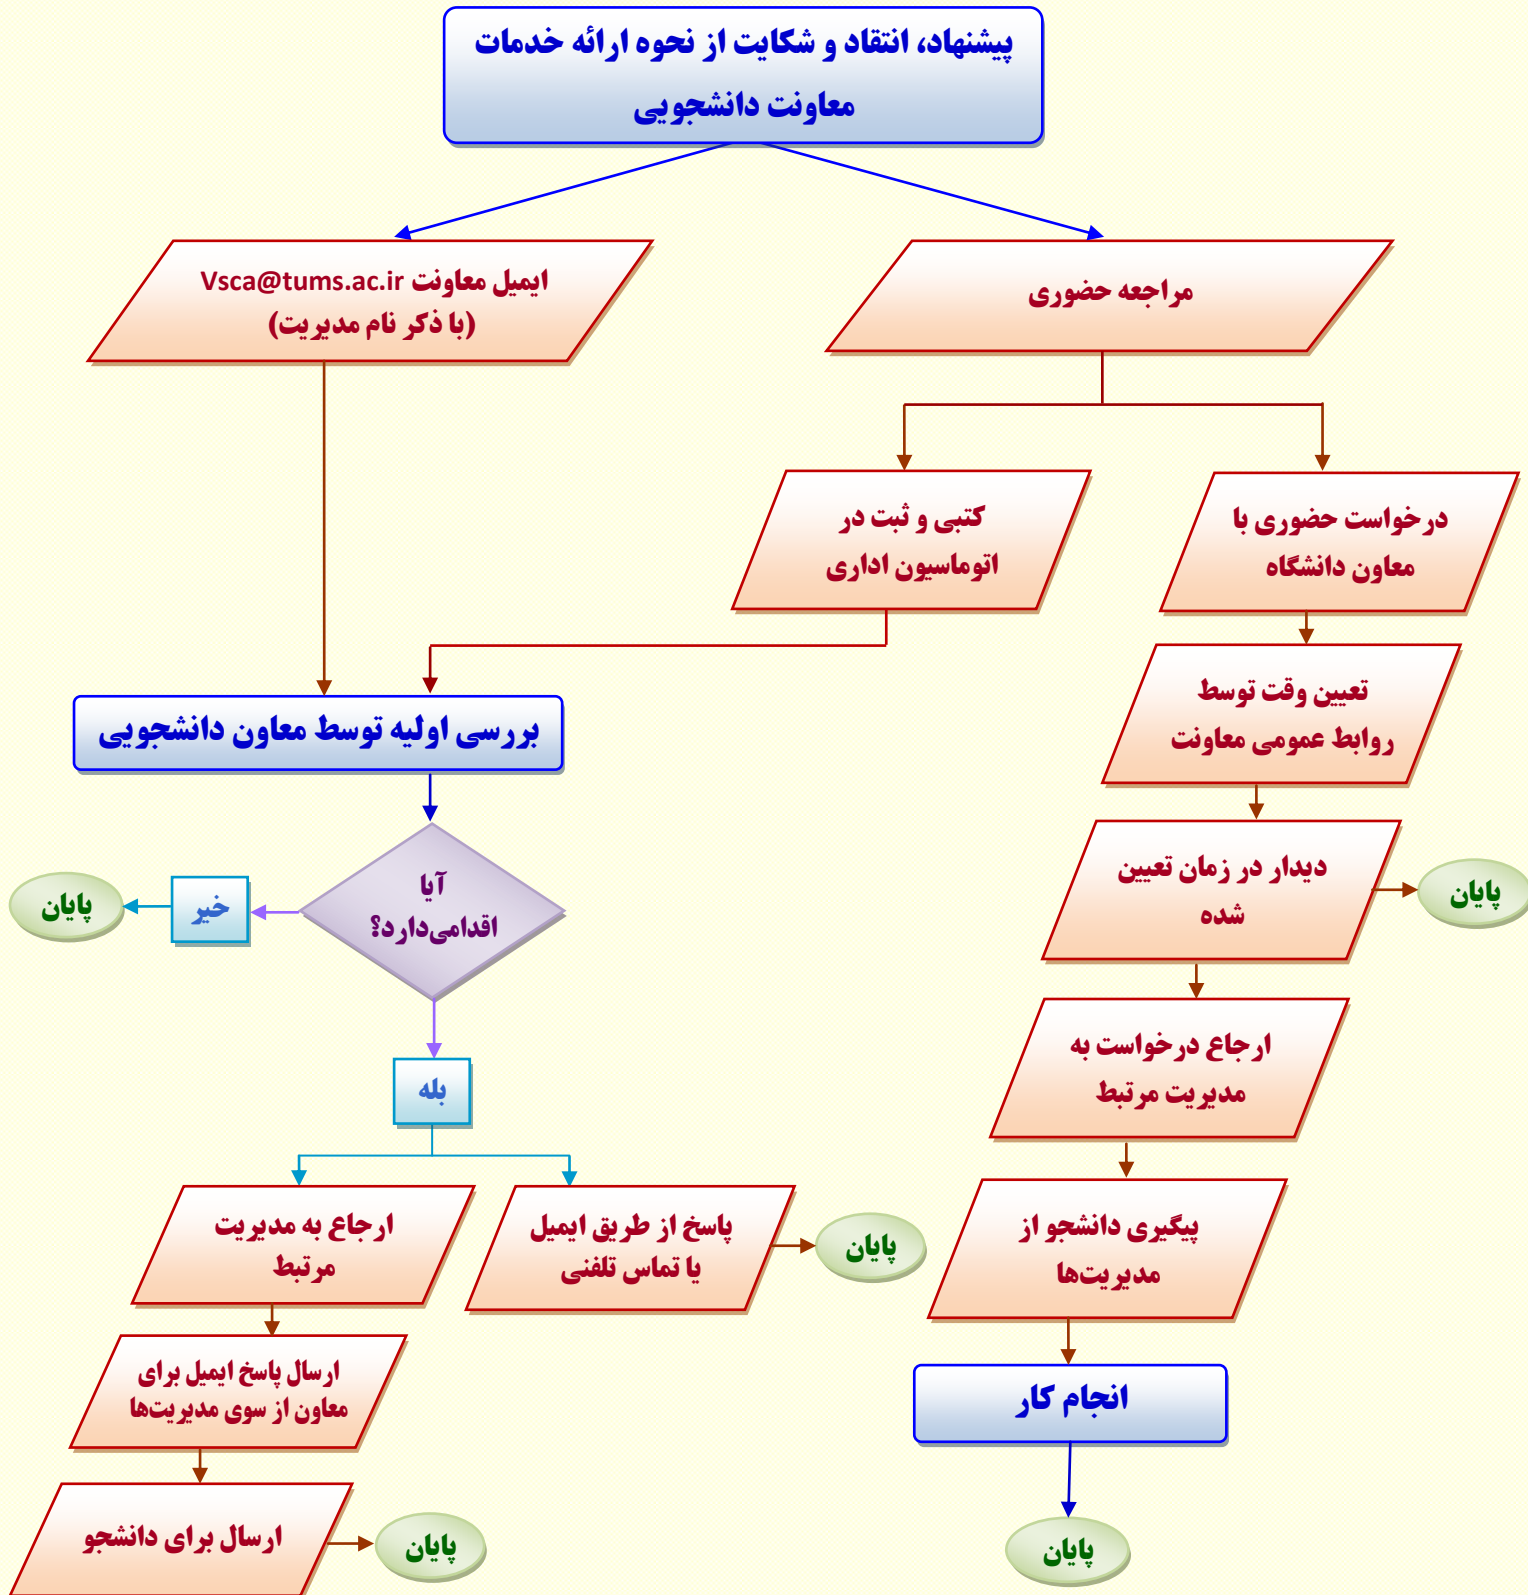 پیشنهاد، انتقاد و شکایت از نحوه ارائه خدمات
معاونت دانشجویی
مراجعه حضوری
ایمیل معاونت Vsca@tums.ac.ir
(با ذکر نام مدیریت)
درخواست حضوری با
معاون دانشگاه
کتبی و ثبت در
اتوماسیون اداری
تعیین وقت توسط
روابط عمومی معاونت
بررسی اولیه توسط معاون دانشجویی
دیدار در زمان تعیین
شده
پایان
آیا
اقدامی‌دارد؟
خیر
پایان
ارجاع درخواست به
مدیریت مرتبط
بله
پیگیری دانشجو از
مدیریت‌ها
پاسخ از طریق ایمیل
یا تماس تلفنی
پایان
ارجاع به مدیریت
مرتبط
انجام کار
ارسال پاسخ ایمیل برای
معاون از سوی مدیریت‌ها
پایان
ارسال برای دانشجو
پایان